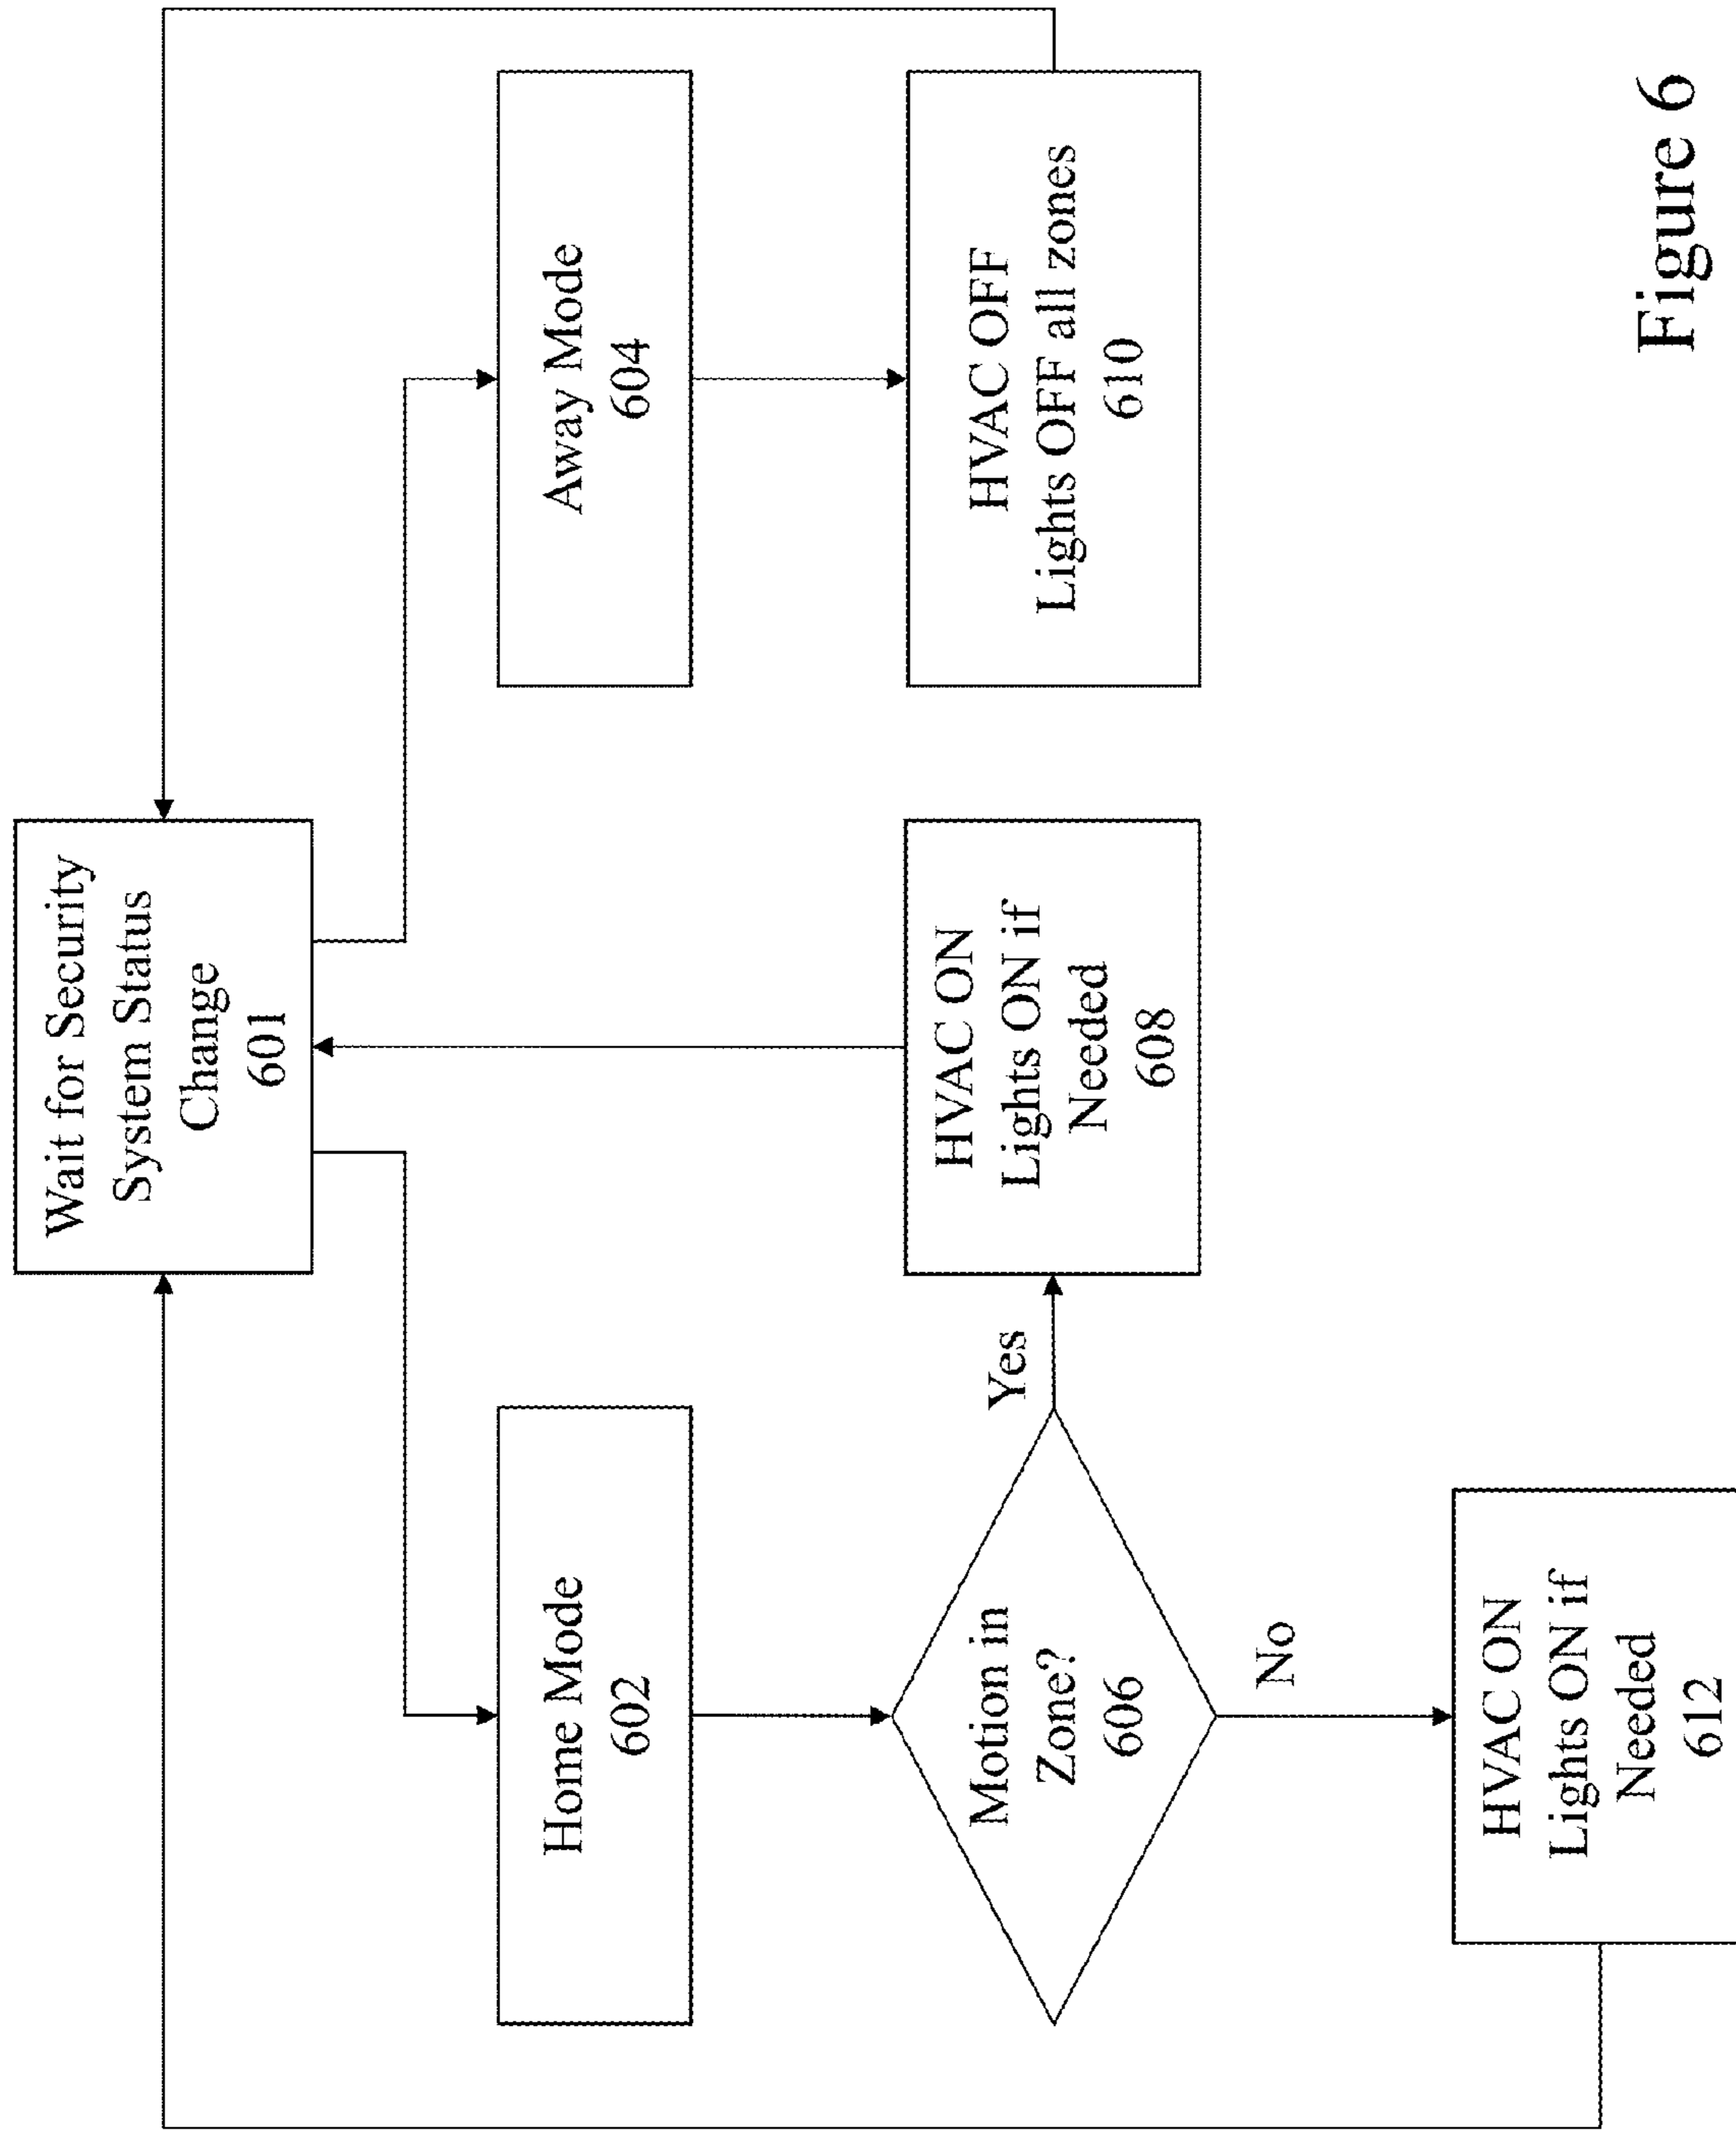 Wait for Security
System Status
Change
601
Home Mode
602
Away Mode
604
Motion in
Zone?
606
Yes
No
HVAC ON
Lights ON if
Needed
608
HVAC OFF
Lights OFF all zones
610
HVAC ON
Lights ON if
Needed
612
Figure 6